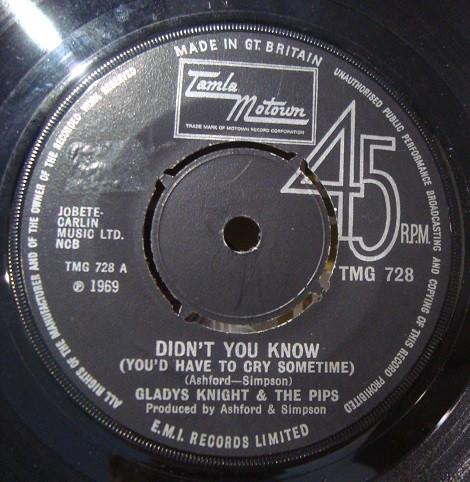 MADE IN GT. BRITAIN
UNAUTHORISED PUBLIC PERFORMANCE BROADCASTING AND COPYING OF THIS RECORD PROHIBITED
ALL RIGHTS OF THE MANUFACTURER AND OF THE OWNER OF THE RECORDED WORK RESERVED
Tamla
Motown
TRADE MARK OF MOTOWN RECORD CORPORATION
45
R.P.M.
TMG 728
JOBETE-
CARLIN
MUSIC LTD.
NCB
TMG 728 A
℗ 1969
DIDN'T YOU KNOW
(YOU'D HAVE TO CRY SOMETIME)
(Ashford—Simpson)
GLADYS KNIGHT & THE PIPS
Produced by Ashford & Simpson
E.M.I. RECORDS LIMITED